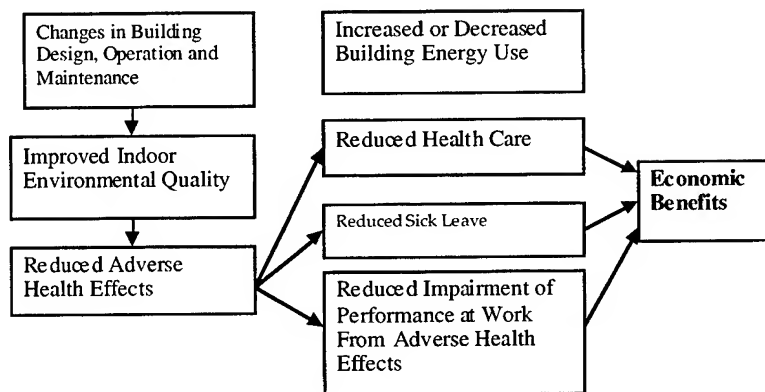 Changes in Building
Design, Operation and
Maintenance
Increased or Decreased
Building Energy Use
Improved Indoor
Environmental Quality
Reduced Health Care
Economic
Benefits
Reduced Sick Leave
Reduced Adverse
Health Effects
Reduced Impairment of
Performance at Work
From Adverse Health
Effects